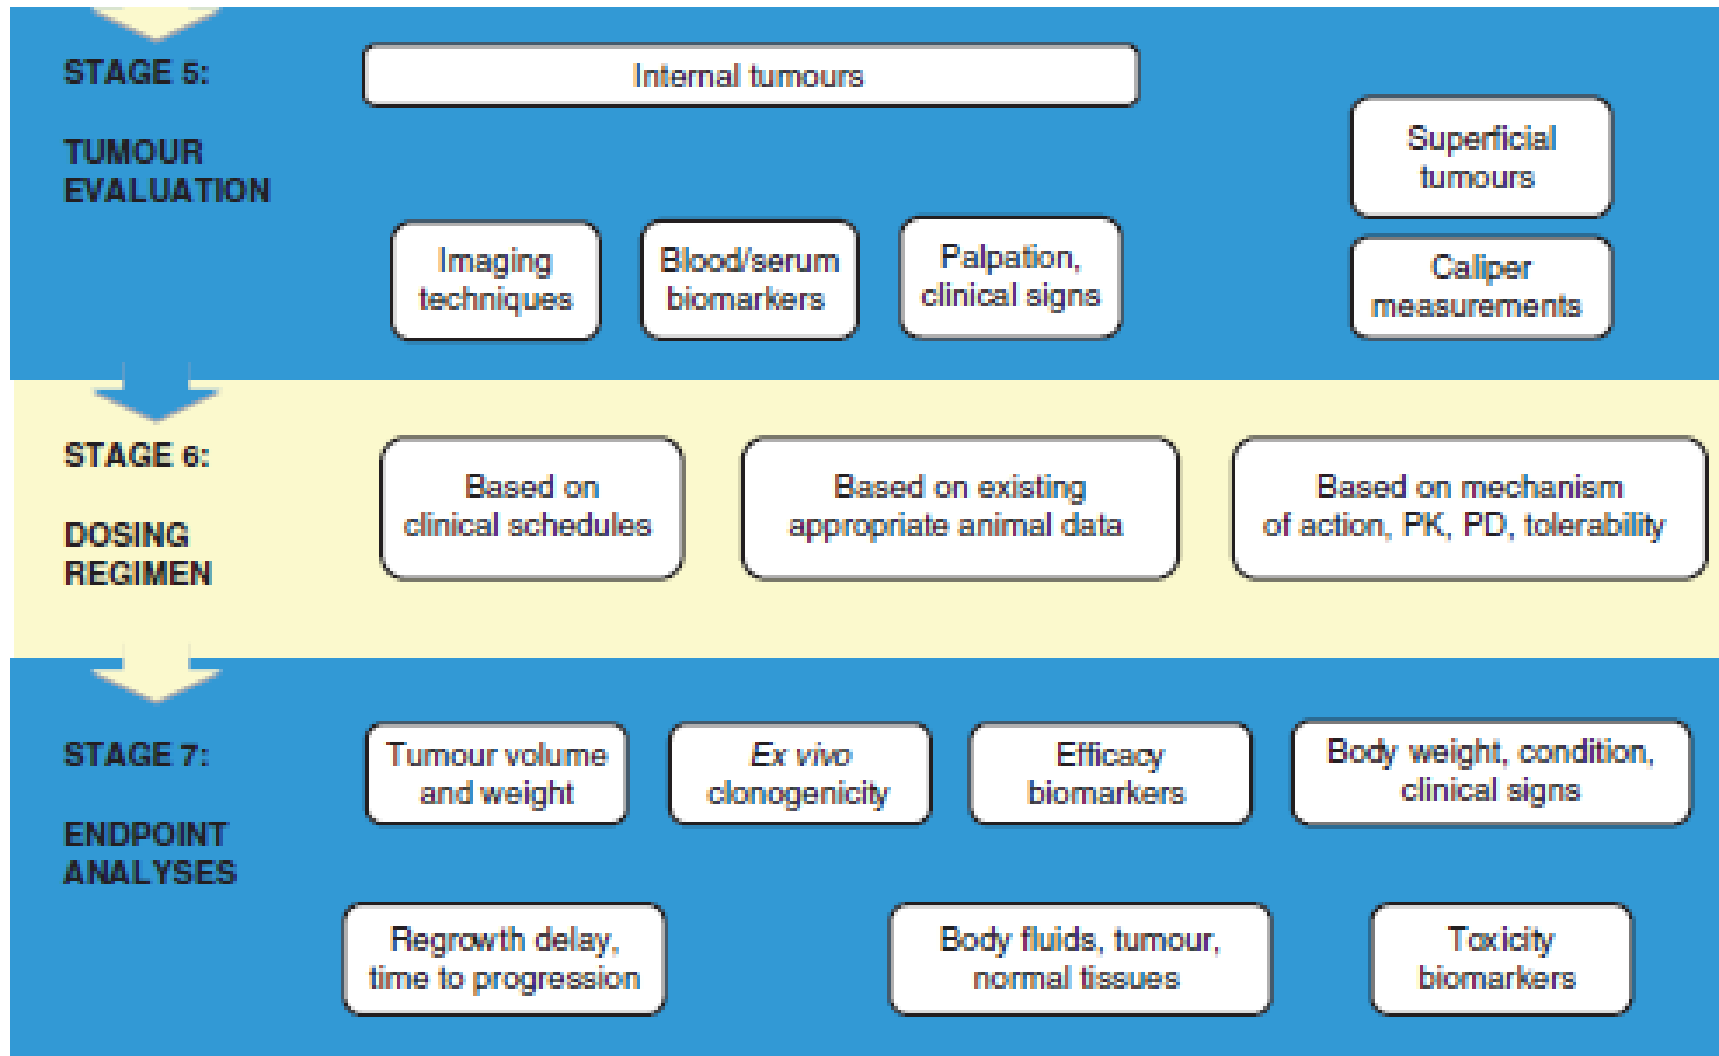 STAGE 5:
TUMOUR
EVALUATION
Internal tumours
Superficial
tumours
Imaging
techniques
Blood/serum
biomarkers
Palpation,
clinical signs
Caliper
measurements
STAGE 6:
DOSING
REGIMEN
Based on
clinical schedules
Based on existing
appropriate animal data
Based on mechanism
of action, PK, PD, tolerability
STAGE 7:
ENDPOINT
ANALYSES
Tumour volume
and weight
Ex vivo
clonogenicity
Efficacy
biomarkers
Body weight, condition,
clinical signs
Regrowth delay,
time to progression
Body fluids, tumour,
normal tissues
Toxicity
biomarkers